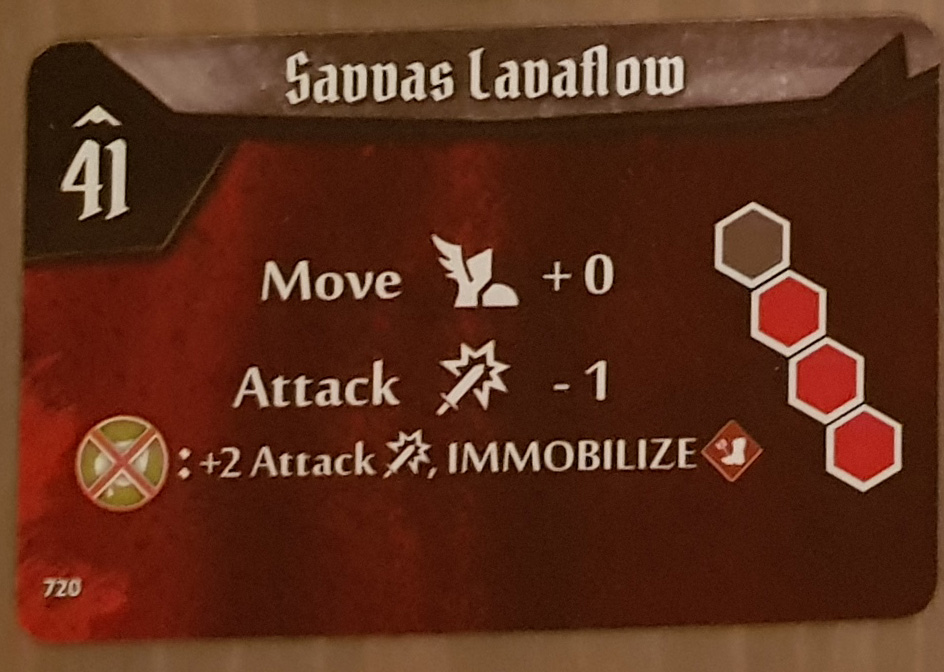 Savvas Lavaflow
41
Move + 0
Attack - 1
: +2 Attack , IMMOBILIZE
720